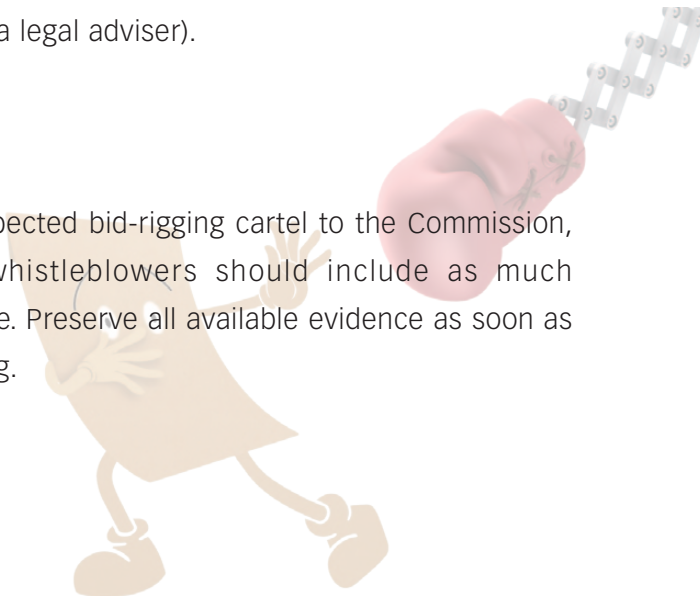 a legal adviser).
pected bid-rigging cartel to the Commission,
whistleblowers should include as much
e. Preserve all available evidence as soon as
g.